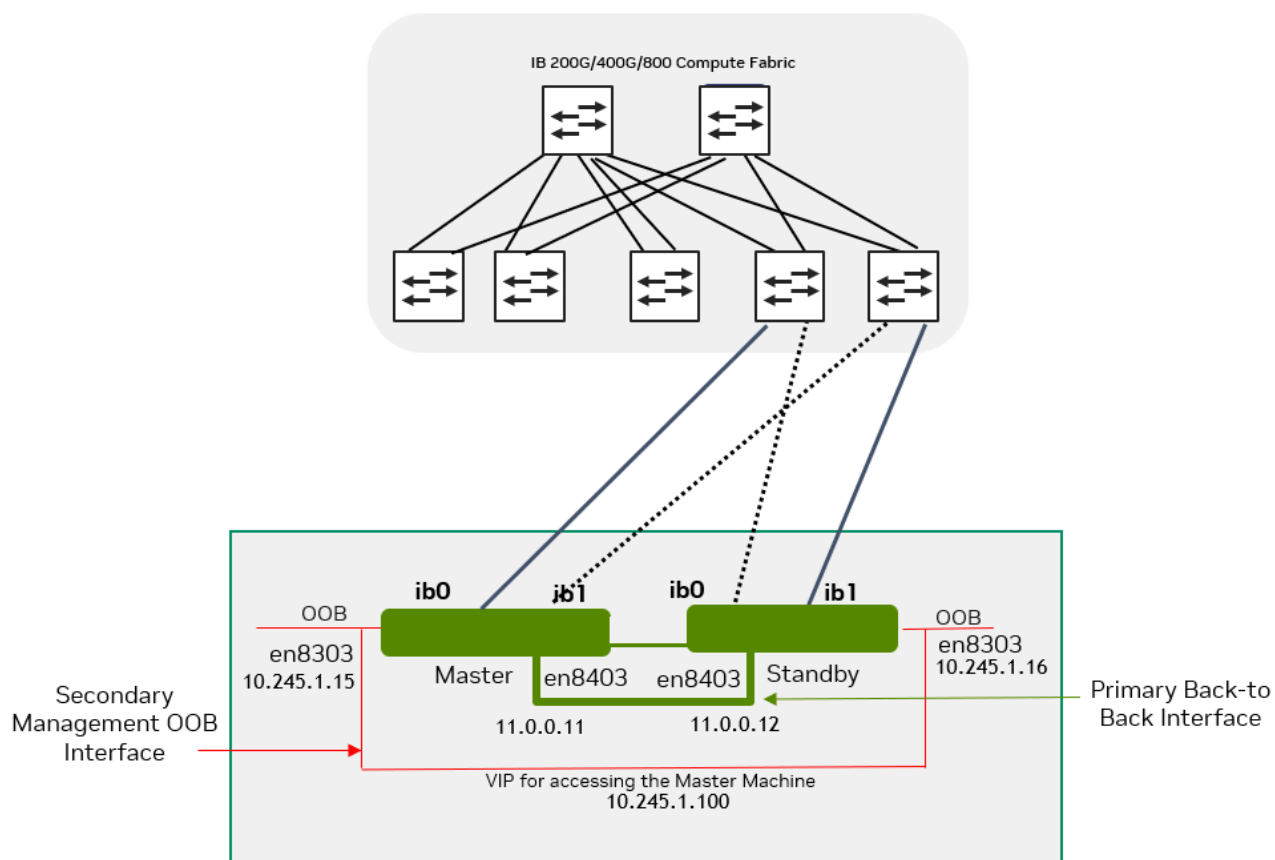 IB 200G/400G/800 Compute Fabric
ib0
ib1
ib0
ib1
OOB
OOB
en8303
10.245.1.15
en8303
10.245.1.16
Master
en8403
en8403
Standby
11.0.0.11
11.0.0.12
Secondary
Management OOB
Interface
Primary Back-to
Back Interface
VIP for accessing the Master Machine
10.245.1.100